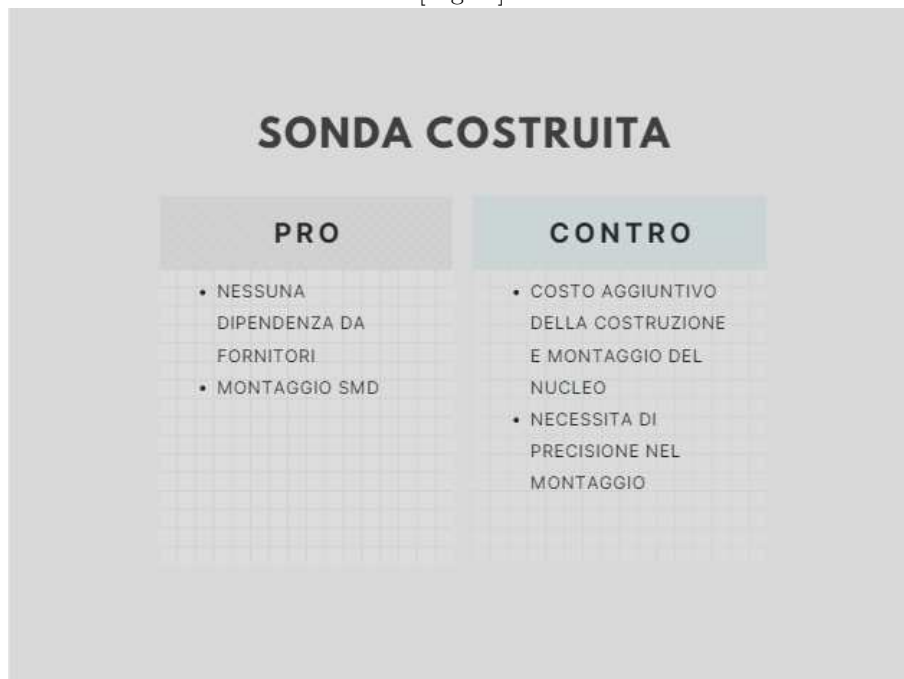 SONDA COSTRUITA
PRO
• NESSUNA
DIPENDENZA DA
FORNITORI
• MONTAGGIO SMD
CONTRO
• COSTO AGGIUNTIVO
DELLA COSTRUZIONE
E MONTAGGIO DEL
NUCLEO
• NECESSITA DI
PRECISIONE NEL
MONTAGGIO